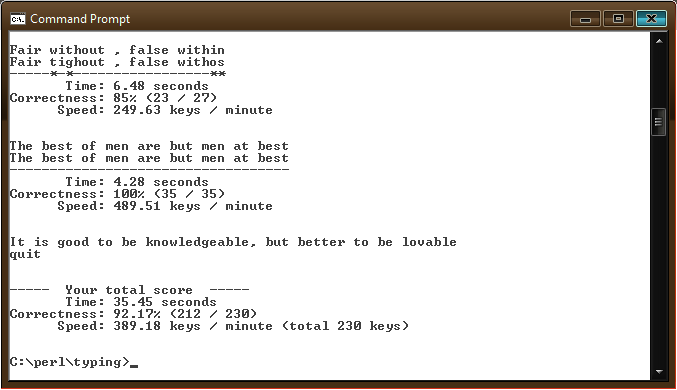 Command Prompt
Fair without , false within
Fair tighout , false withos
-----*-*-----------------**
Time: 6.48 seconds
Correctness: 85% (23 / 27)
Speed: 249.63 keys / minute
The best of men are but men at best
The best of men are but men at best
-----------------------------------
Time: 4.28 seconds
Correctness: 100% (35 / 35)
Speed: 489.51 keys / minute
It is good to be knowledgeable, but better to be lovable
quit
----- Your total score -----
Time: 35.45 seconds
Correctness: 92.17% (212 / 230)
Speed: 389.18 keys / minute (total 230 keys)
C:\perl\typing>_